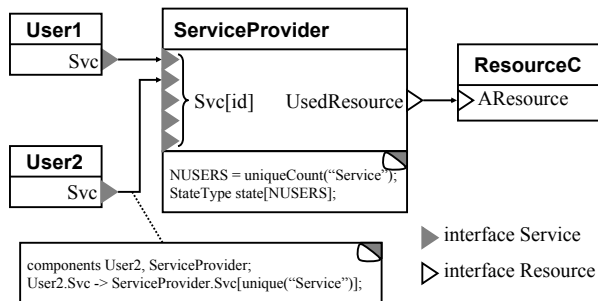 User1
Svc
ServiceProvider
Svc[id]
UsedResource
ResourceC
AResource
User2
Svc
NUSERS = uniqueCount(“Service”);
StateType state[NUSERS];
components User2, ServiceProvider;
User2.Svc -> ServiceProvider.Svc[unique(“Service”)];
interface Service
interface Resource